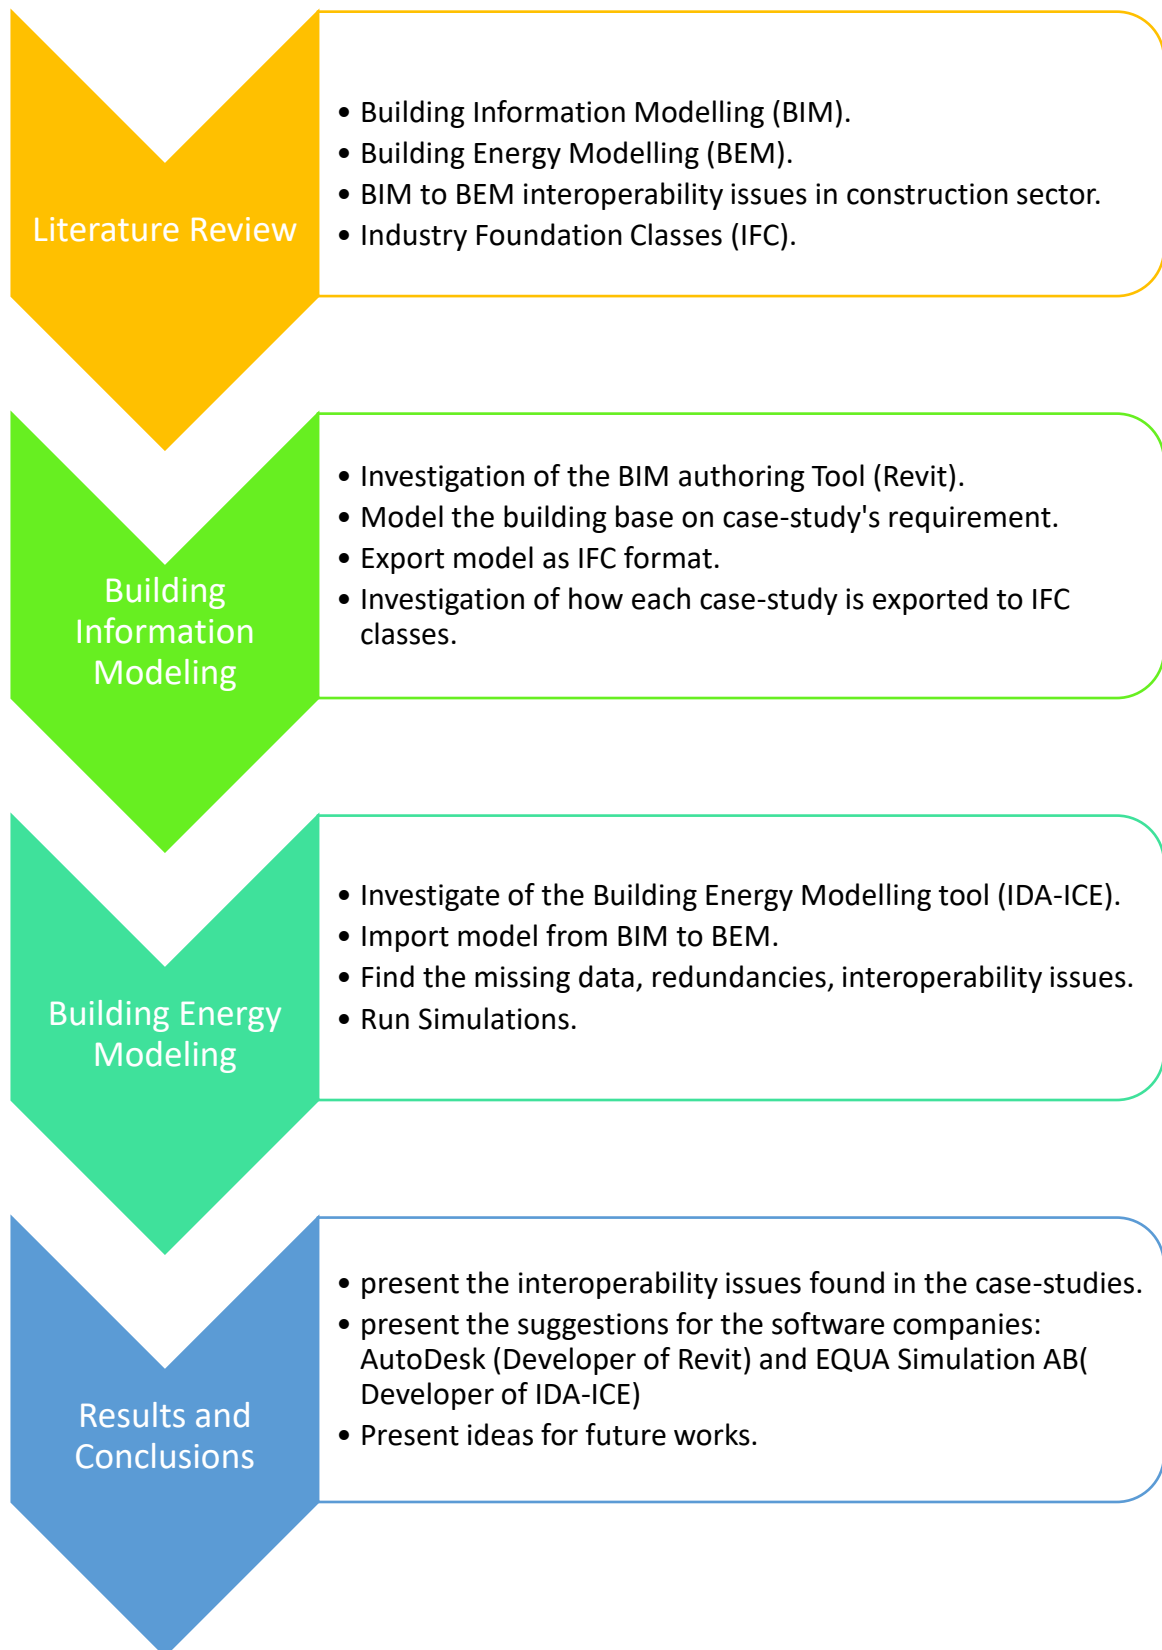 Literature Review
• Building Information Modelling (BIM).
• Building Energy Modelling (BEM).
• BIM to BEM interoperability issues in construction sector.
• Industry Foundation Classes (IFC).
Building
Information
Modeling
• Investigation of the BIM authoring Tool (Revit).
• Model the building base on case-study's requirement.
• Export model as IFC format.
• Investigation of how each case-study is exported to IFC
classes.
Building Energy
Modeling
• Investigate of the Building Energy Modelling tool (IDA-ICE).
• Import model from BIM to BEM.
• Find the missing data, redundancies, interoperability issues.
• Run Simulations.
Results and
Conclusions
• present the interoperability issues found in the case-studies.
• present the suggestions for the software companies:
AutoDesk (Developer of Revit) and EQUA Simulation AB(
Developer of IDA-ICE)
• Present ideas for future works.